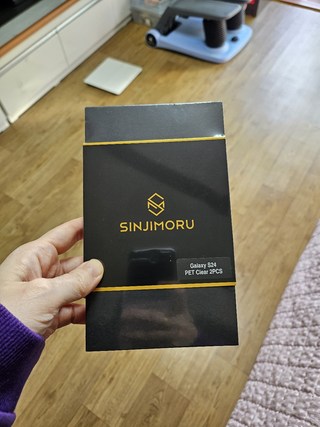 SINJIMORU
Galaxy S24
PET Clear 2PCS